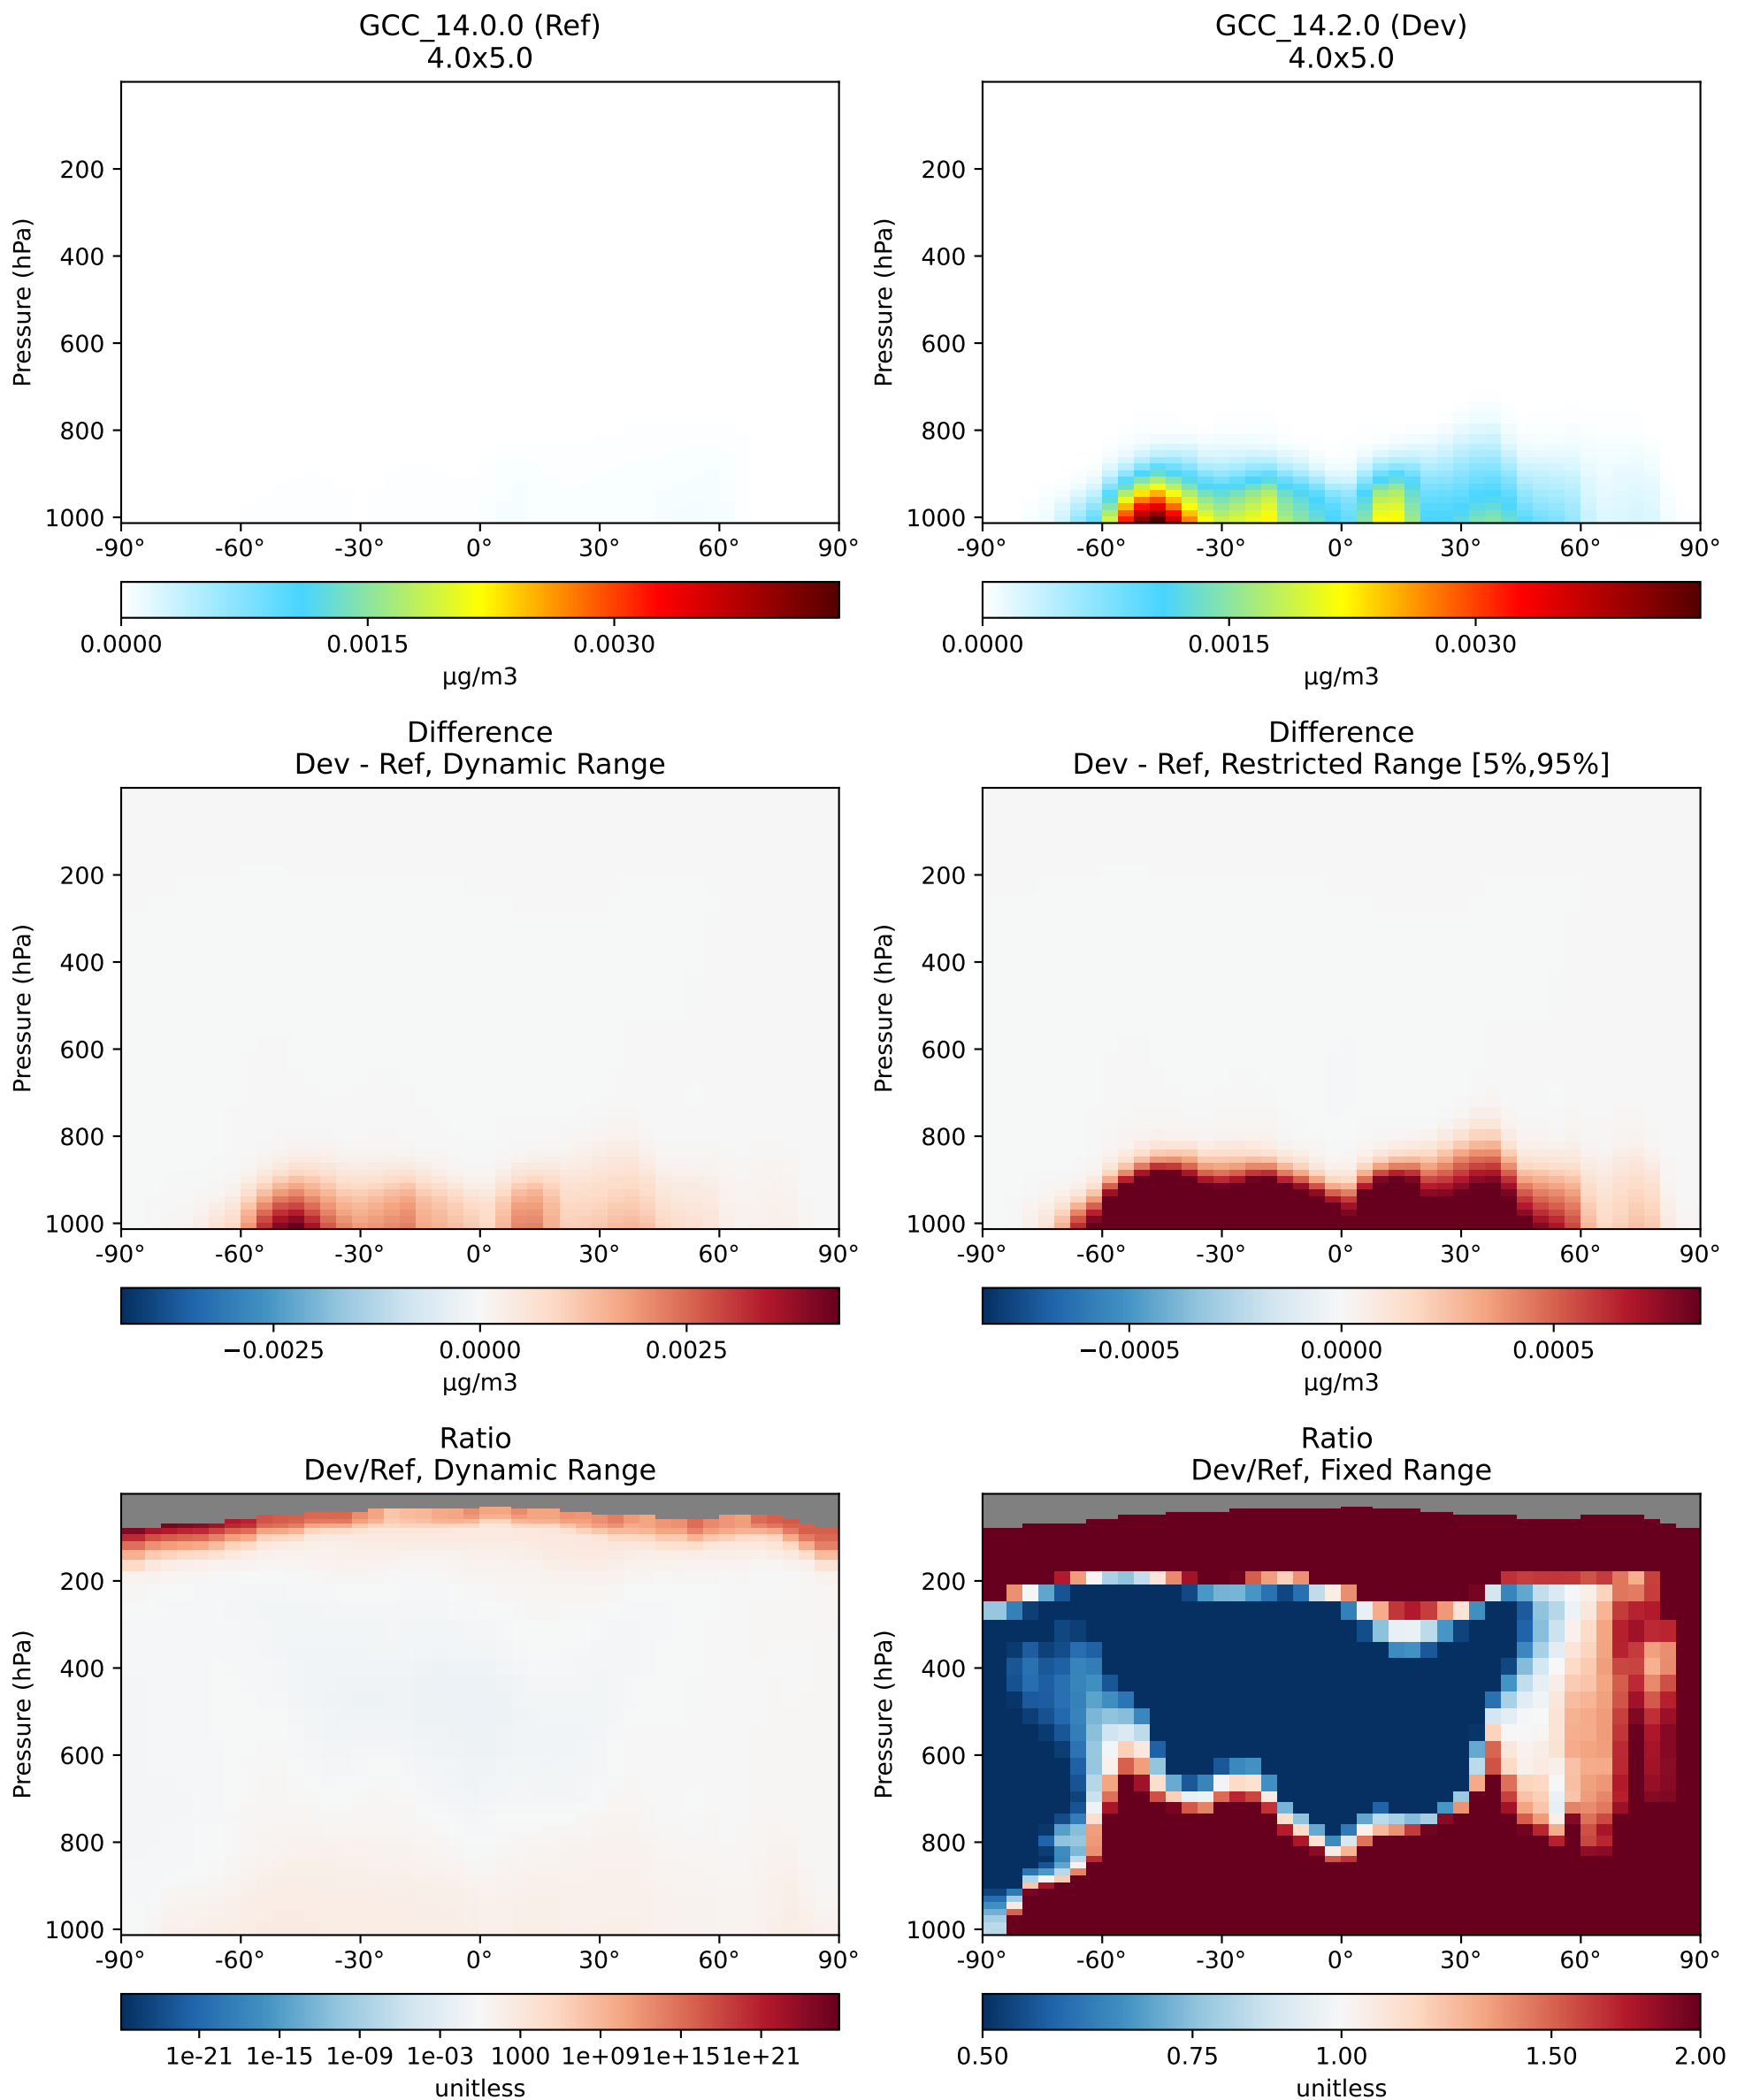 GCC_14.0.0 (Ref)
4.0x5.0
Pressure (hPa)
200
400
600
800
1000
-90° -60° -30° 0° 30° 60° 90°
0.0000 0.0015 0.0030
µg/m3
GCC_14.2.0 (Dev)
4.0x5.0
Pressure (hPa)
200
400
600
800
1000
-90° -60° -30° 0° 30° 60° 90°
0.0000 0.0015 0.0030
µg/m3
Difference
Dev - Ref, Dynamic Range
Pressure (hPa)
200
400
600
800
1000
-90° -60° -30° 0° 30° 60° 90°
−0.0025 0.0000 0.0025
µg/m3
Difference
Dev - Ref, Restricted Range [5%,95%]
Pressure (hPa)
200
400
600
800
1000
-90° -60° -30° 0° 30° 60° 90°
−0.0005 0.0000 0.0005
µg/m3
Ratio
Dev/Ref, Dynamic Range
Pressure (hPa)
200
400
600
800
1000
-90° -60° -30° 0° 30° 60° 90°
1e-21 1e-15 1e-09 1e-03 1000 1e+09 1e+15 1e+21
unitless
Ratio
Dev/Ref, Fixed Range
Pressure (hPa)
200
400
600
800
1000
-90° -60° -30° 0° 30° 60° 90°
0.50 0.75 1.00 1.50 2.00
unitless